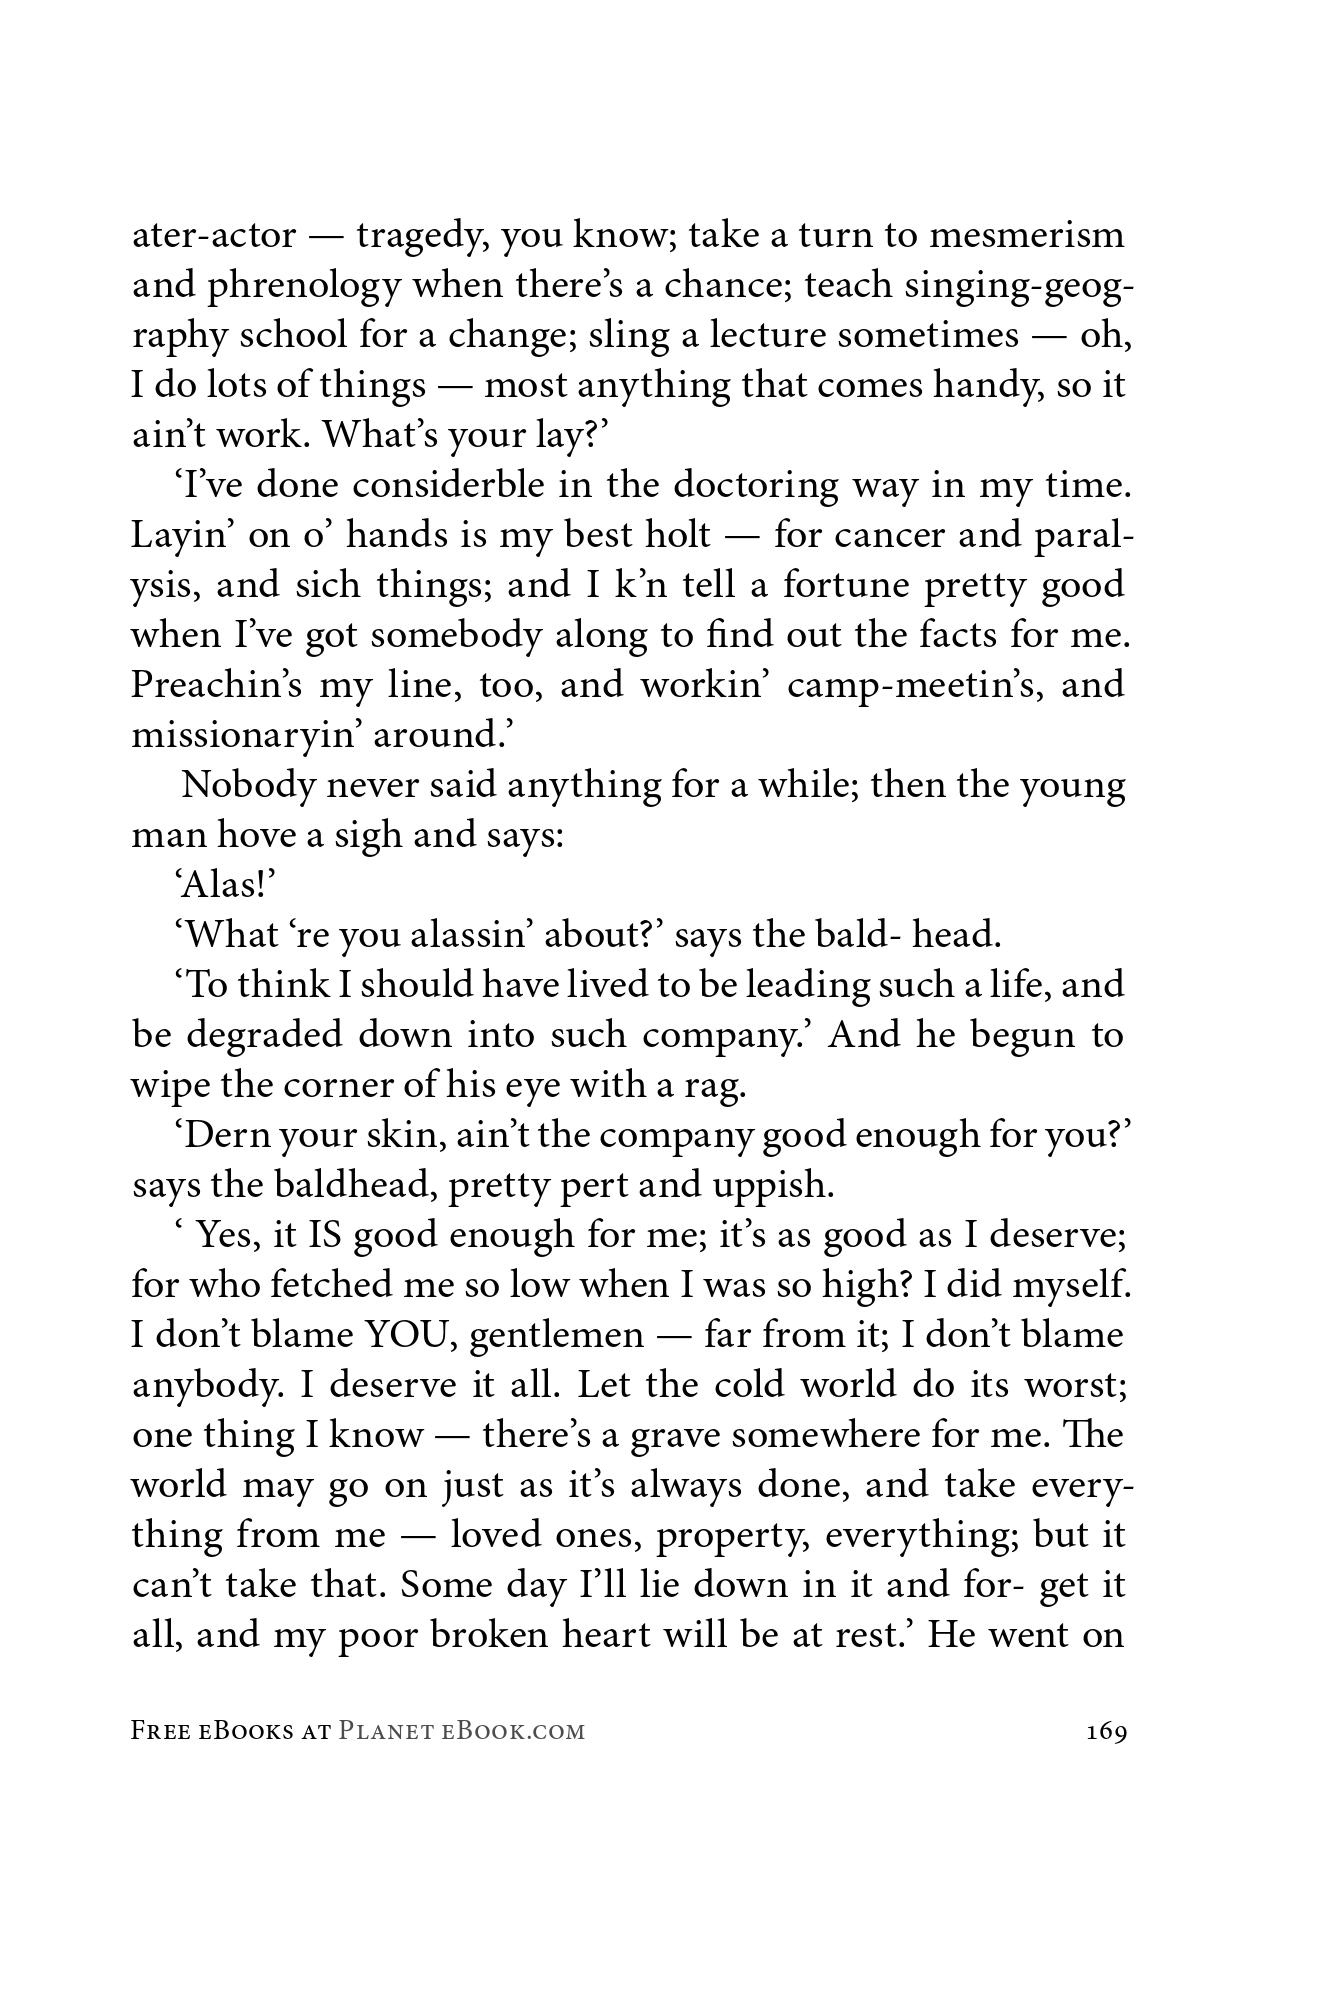 ater-actor — tragedy, you know; take a turn to mesmerism
and phrenology when there’s a chance; teach singing-geog-
raphy school for a change; sling a lecture sometimes — oh,
I do lots of things — most anything that comes handy, so it
ain’t work. What’s your lay?’
‘I’ve done considerble in the doctoring way in my time.
Layin’ on o’ hands is my best holt — for cancer and paral-
ysis, and sich things; and I k’n tell a fortune pretty good
when I’ve got somebody along to find out the facts for me.
Preachin’s my line, too, and workin’ camp-meetin’s, and
missionaryin’ around.’
Nobody never said anything for a while; then the young
man hove a sigh and says:
‘Alas!’
‘What ‘re you alassin’ about?’ says the bald- head.
‘To think I should have lived to be leading such a life, and
be degraded down into such company.’ And he begun to
wipe the corner of his eye with a rag.
‘Dern your skin, ain’t the company good enough for you?’
says the baldhead, pretty pert and uppish.
‘ Yes, it IS good enough for me; it’s as good as I deserve;
for who fetched me so low when I was so high? I did myself.
I don’t blame YOU, gentlemen — far from it; I don’t blame
anybody. I deserve it all. Let the cold world do its worst;
one thing I know — there’s a grave somewhere for me. The
world may go on just as it’s always done, and take every-
thing from me — loved ones, property, everything; but it
can’t take that. Some day I’ll lie down in it and for- get it
all, and my poor broken heart will be at rest.’ He went on
Free eBooks at Planet eBook.com 169